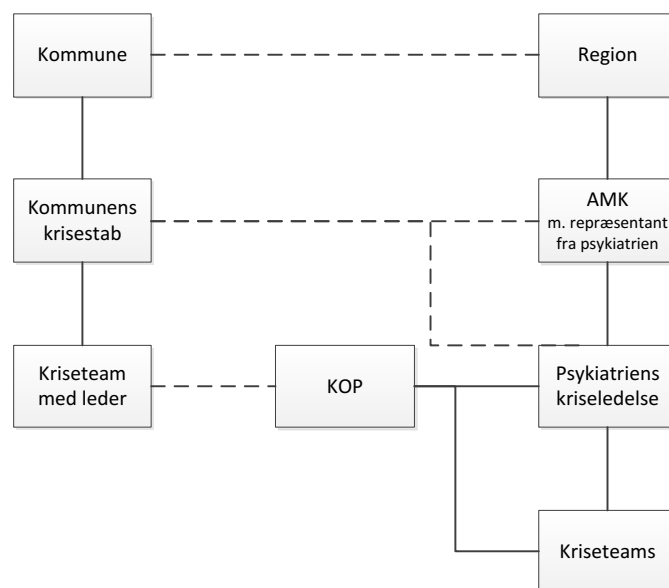 Kommune
Region
Kommunens
krisestab
AMK
m. repræsentant
fra psykiatrien
Kriseteam
med leder
KOP
Psykiatriens
kriseledelse
Kriseteams